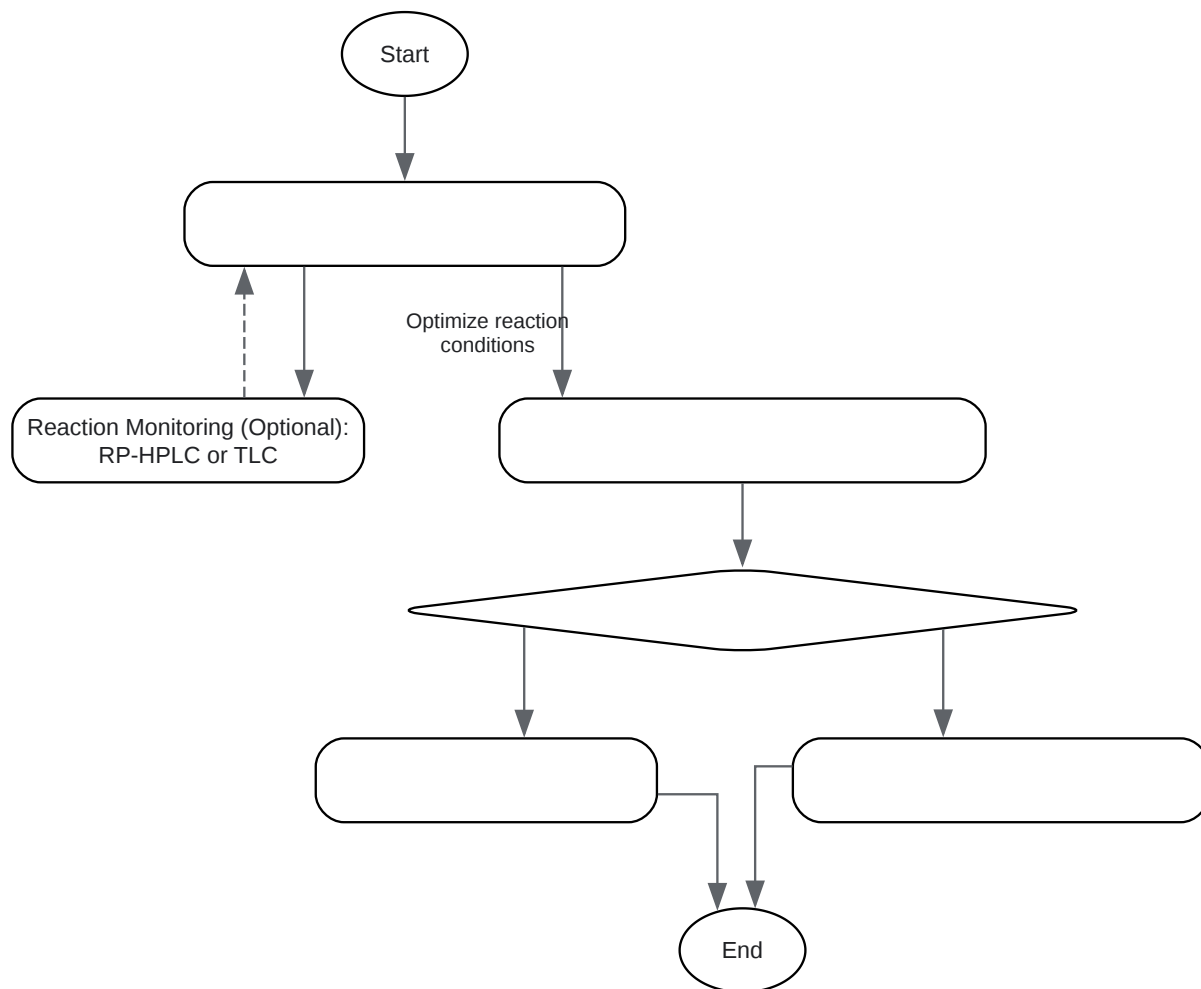 Start
Optimize reaction
conditions
Reaction Monitoring (Optional):
RP-HPLC or TLC
End